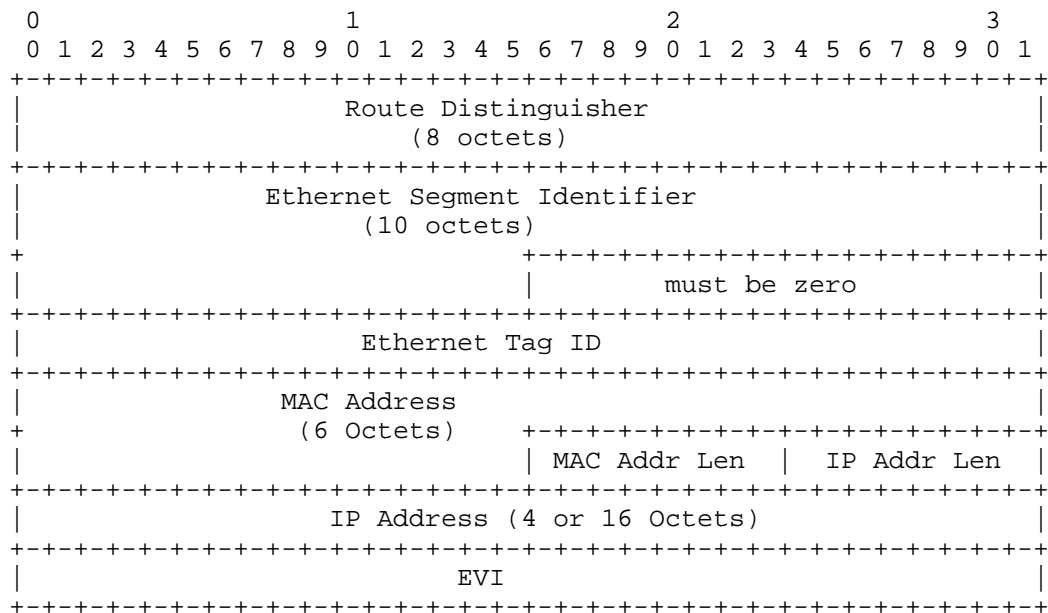 0                   1                   2                   3
0 1 2 3 4 5 6 7 8 9 0 1 2 3 4 5 6 7 8 9 0 1 2 3 4 5 6 7 8 9 0 1
Route Distinguisher
(8 octets)
Ethernet Segment Identifier
(10 octets)
must be zero
Ethernet Tag ID
MAC Address
(6 Octets)
MAC Addr Len | IP Addr Len
IP Address (4 or 16 Octets)
EVI